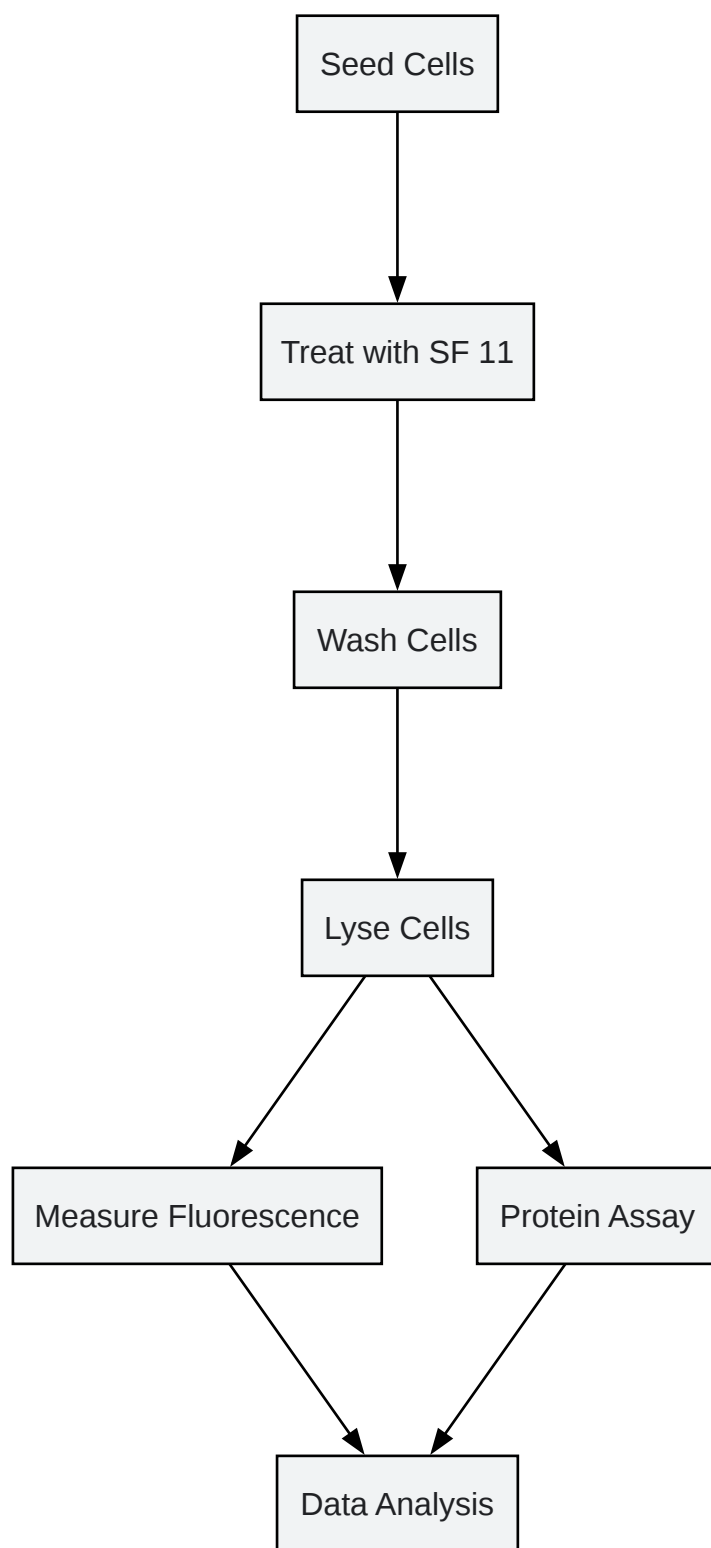 Seed Cells
Treat with SF 11
Wash Cells
Lyse Cells
Measure Fluorescence
Protein Assay
Data Analysis